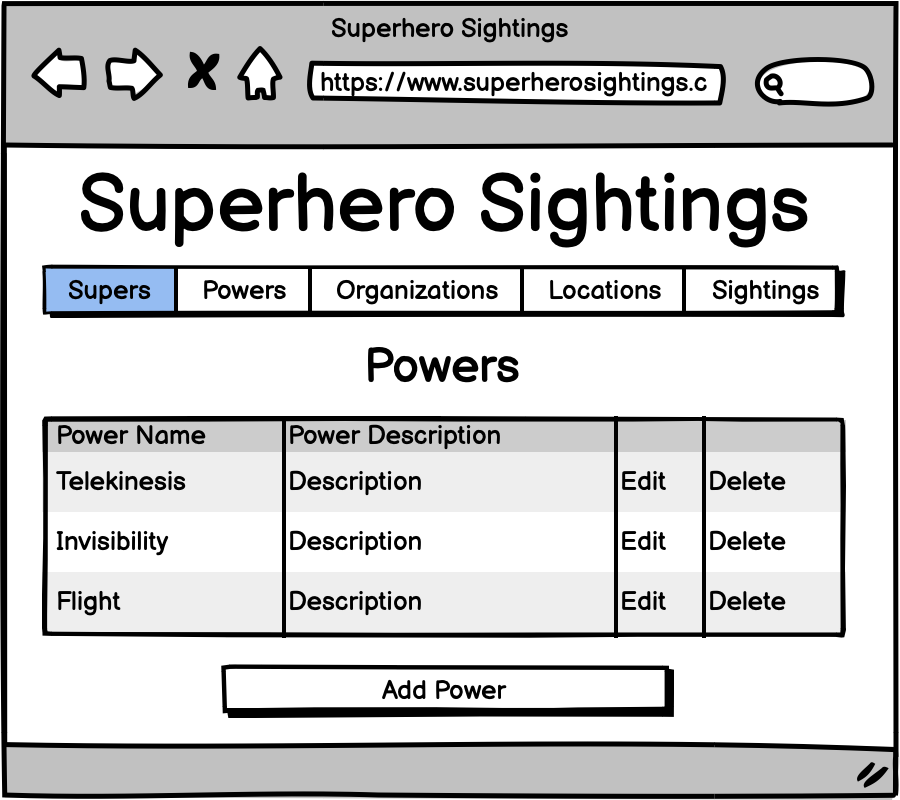 Superhero Sightings
https://www.superherosightings.c
Superhero Sightings
Supers Powers Organizations Locations Sightings
Powers
Power Name Power Description
Telekinesis Description Edit Delete
Invisibility Description Edit Delete
Flight Description Edit Delete
Add Power